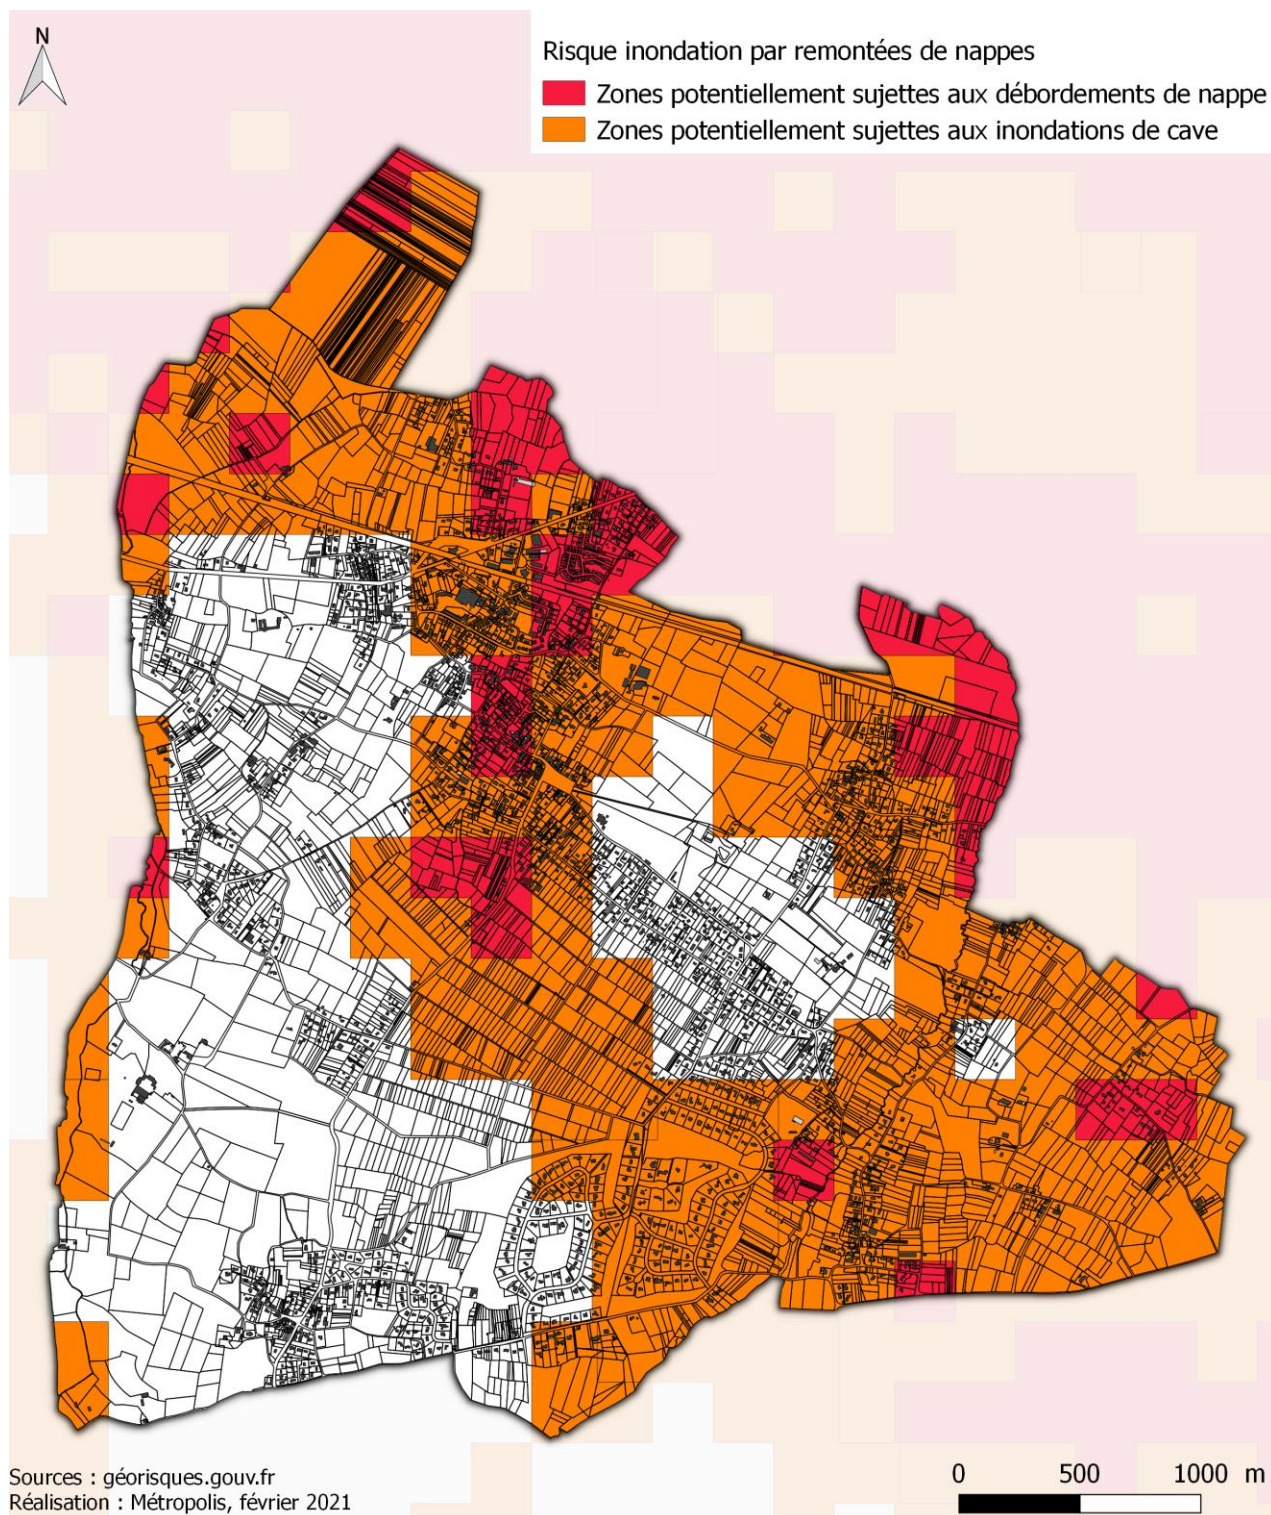 N
Risque inondation par remontées de nappes
Zones potentiellement sujettes aux débordements de nappe
Zones potentiellement sujettes aux inondations de cave
Sources : géorisques.gouv.fr
Réalisation : Métropolis, février 2021
0 500 1000 m